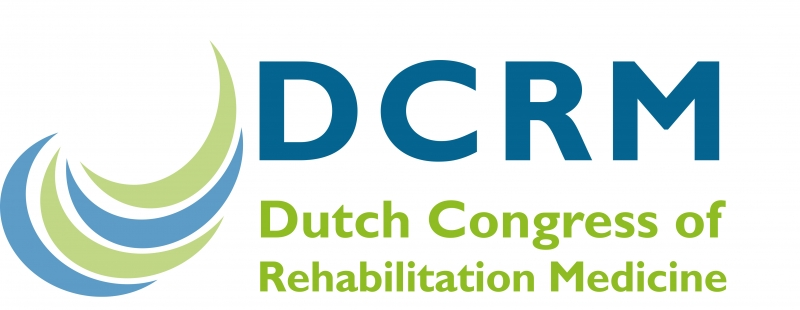 DCRM
Dutch Congress of
Rehabilitation Medicine